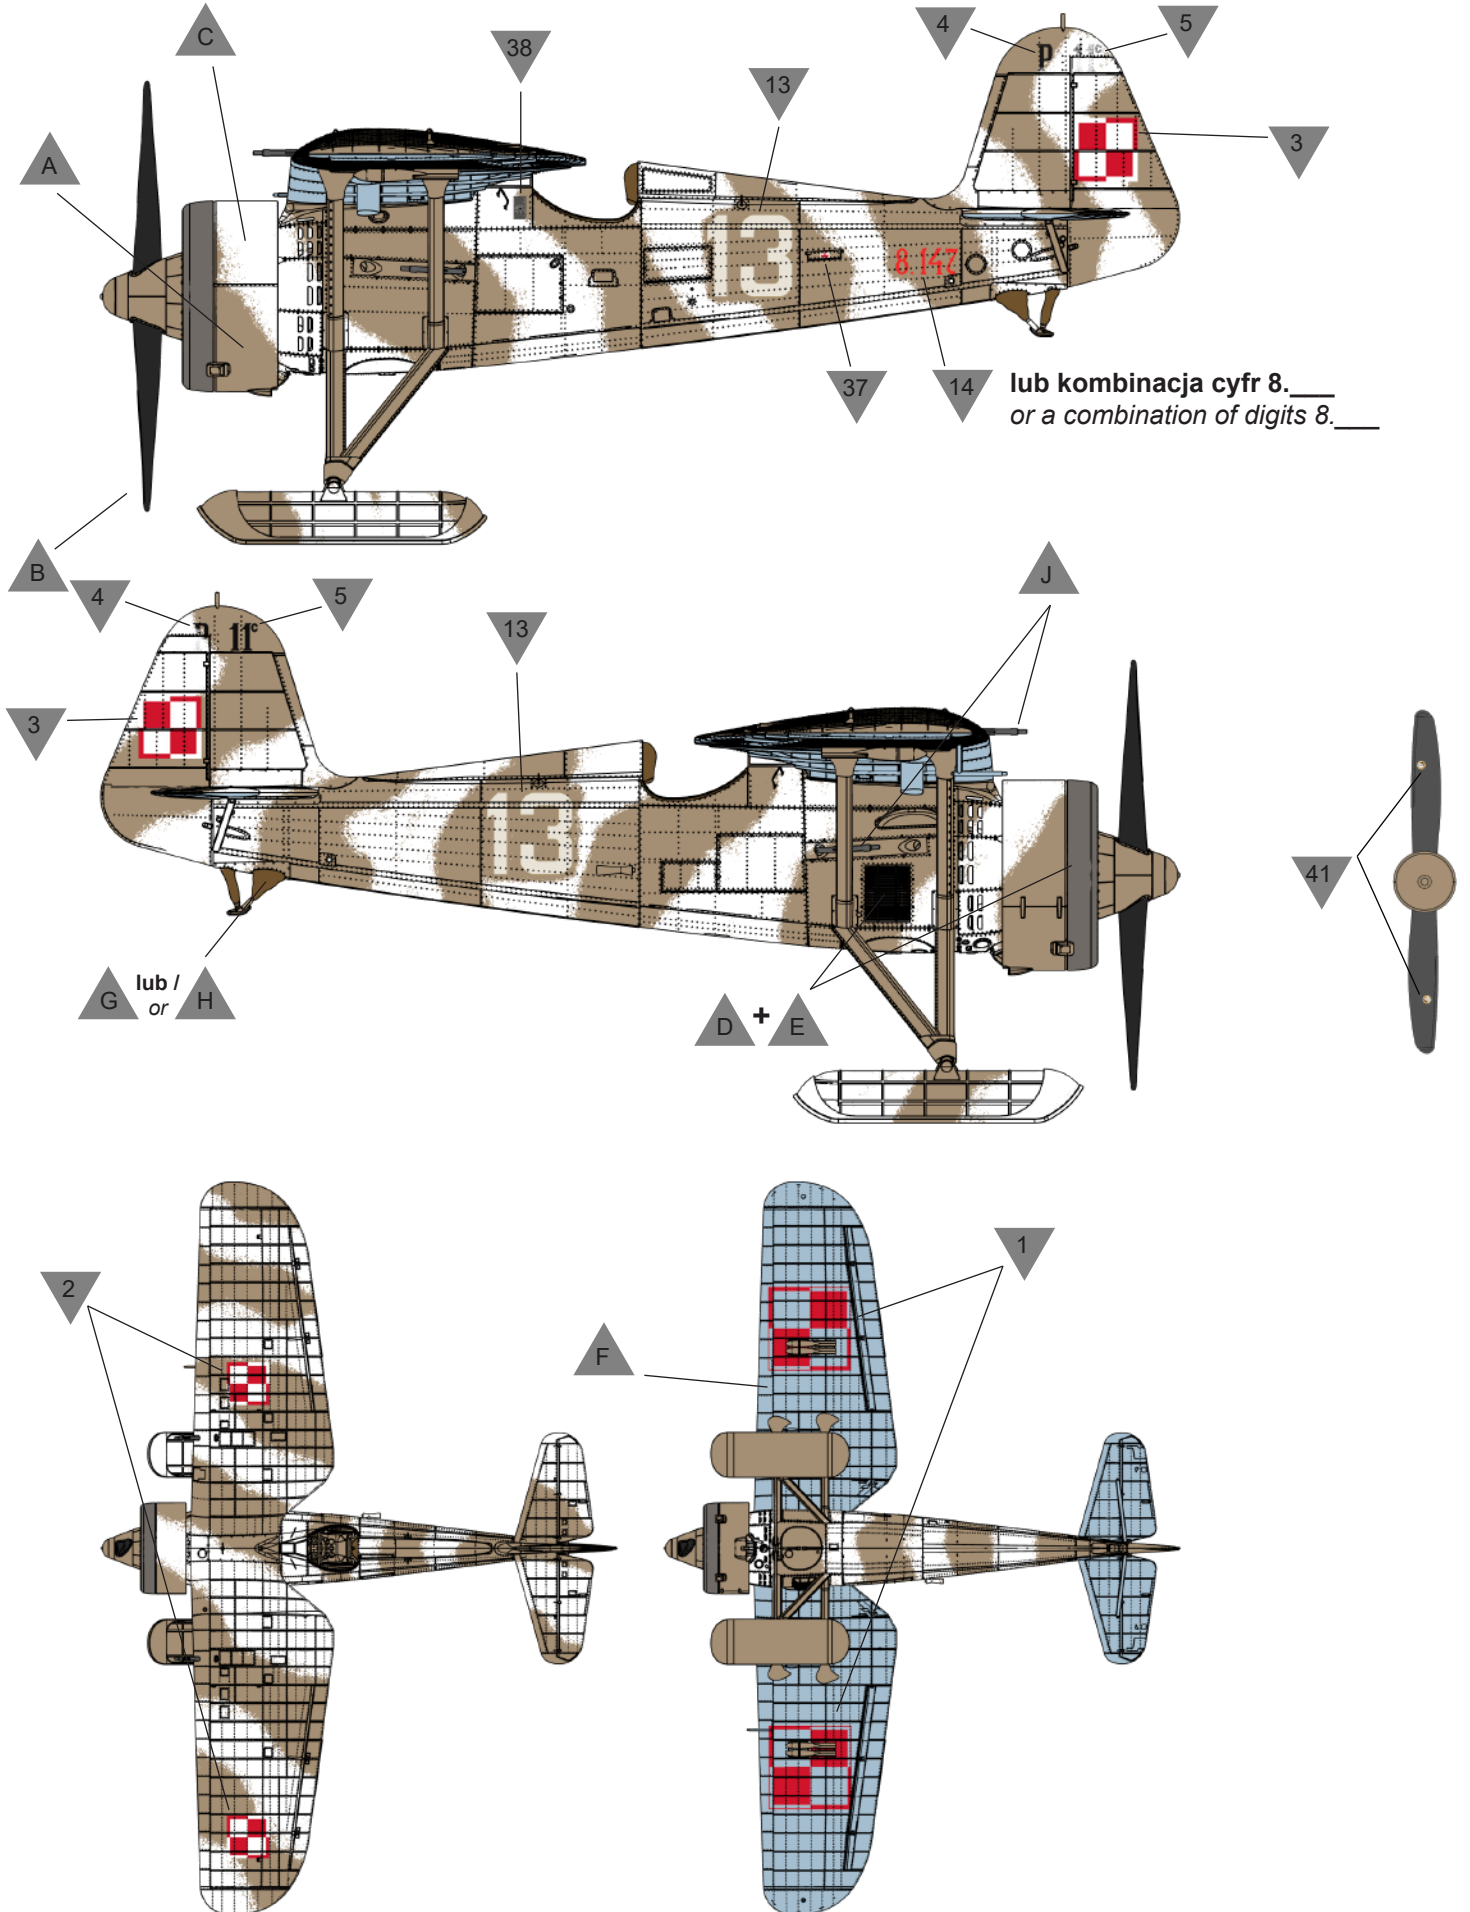 C
38
4
5
13
P
3
A
13
8.147
37
14
lub kombinacja cyfr 8.___
or a combination of digits 8.___
B
4
5
J
13
11c
3
13
41
G
lub /
or
H
D
+
E
2
1
F